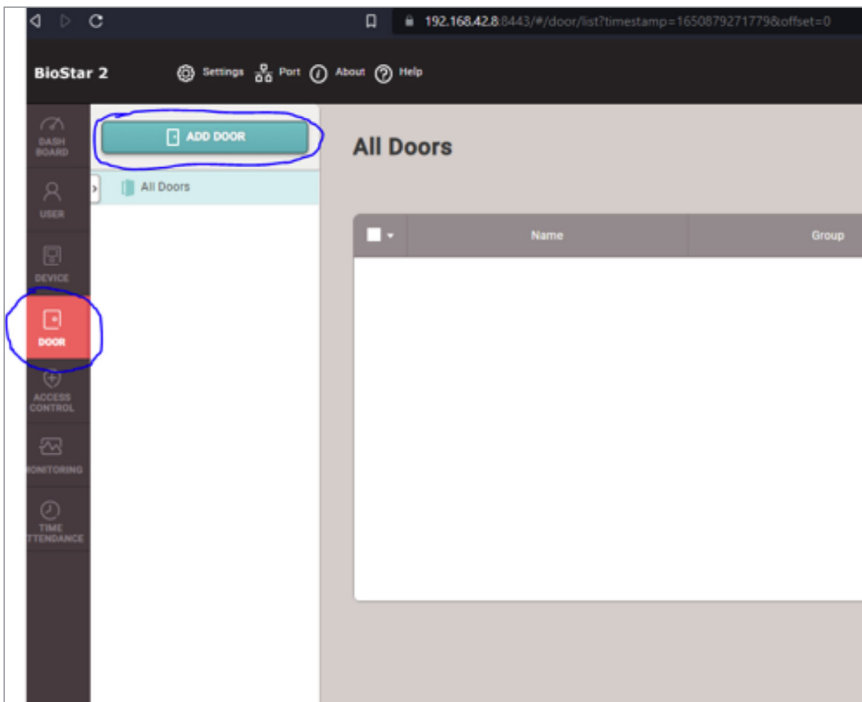 192.168.42.8:8443/#/door/list?timestamp=1650879271779&offset=0
BioStar 2 Settings Port About Help
DASH
BOARD
ADD DOOR
All Doors
All Doors
USER
Name Group
DEVICE
DOOR
ACCESS
CONTROL
MONITORING
TIME
TTENDANCE